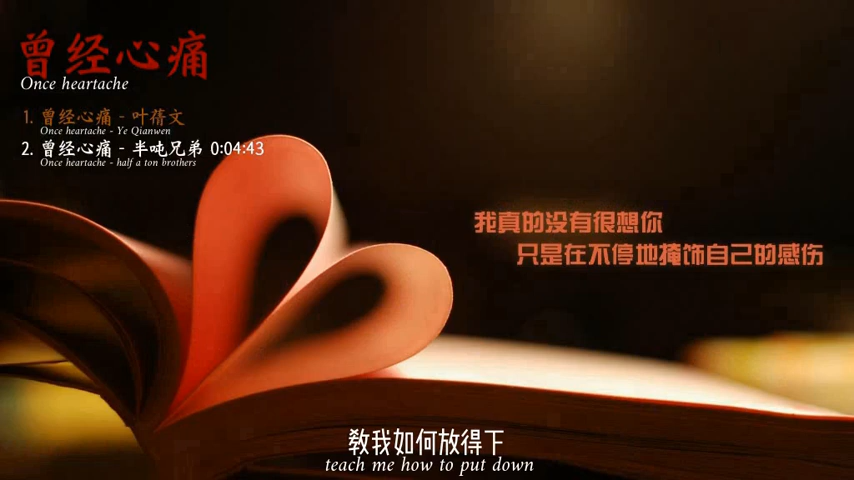 曾经心痛
Once heartache
1. 曾经心痛 - 叶蒨文
Once heartache - Ye Qianwen
2. 曾经心痛 - 半吨兄弟 0:04:43
Once heartache - half a ton brothers
我真的没有很想你
只是在不停地掩饰自己的感伤
教我如何放得下
teach me how to put down